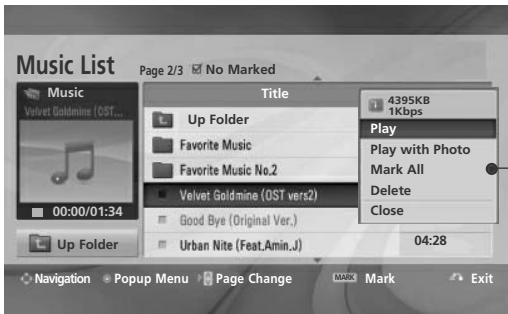 Music List Page 2/3 No Marked
Music
Velvet Goldmine (OST...
00:00/01:34
Up Folder
Title
Up Folder
Favorite Music
Favorite Music No.2
Velvet Goldmine (OST vers2)
Good Bye (Original Ver.)
Urban Nite (Feat.Amin.J)
04:28
4395KB
1Kbps
Play
Play with Photo
Mark All
Delete
Close
Navigation Popup Menu Page Change MARK Mark Exit